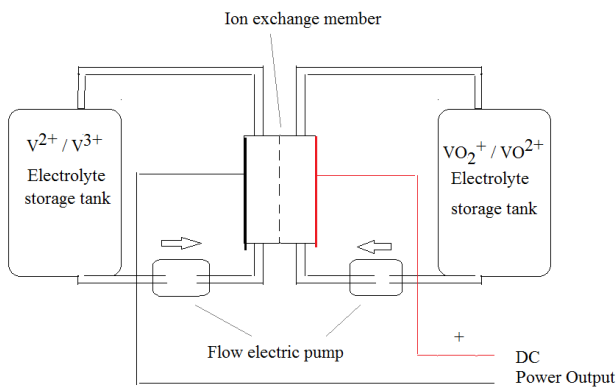 Ion exchange member
V2+ / V3+
Electrolyte
storage tank
VO2+ / VO2+
Electrolyte
storage tank
Flow electric pump
+
DC
Power Output